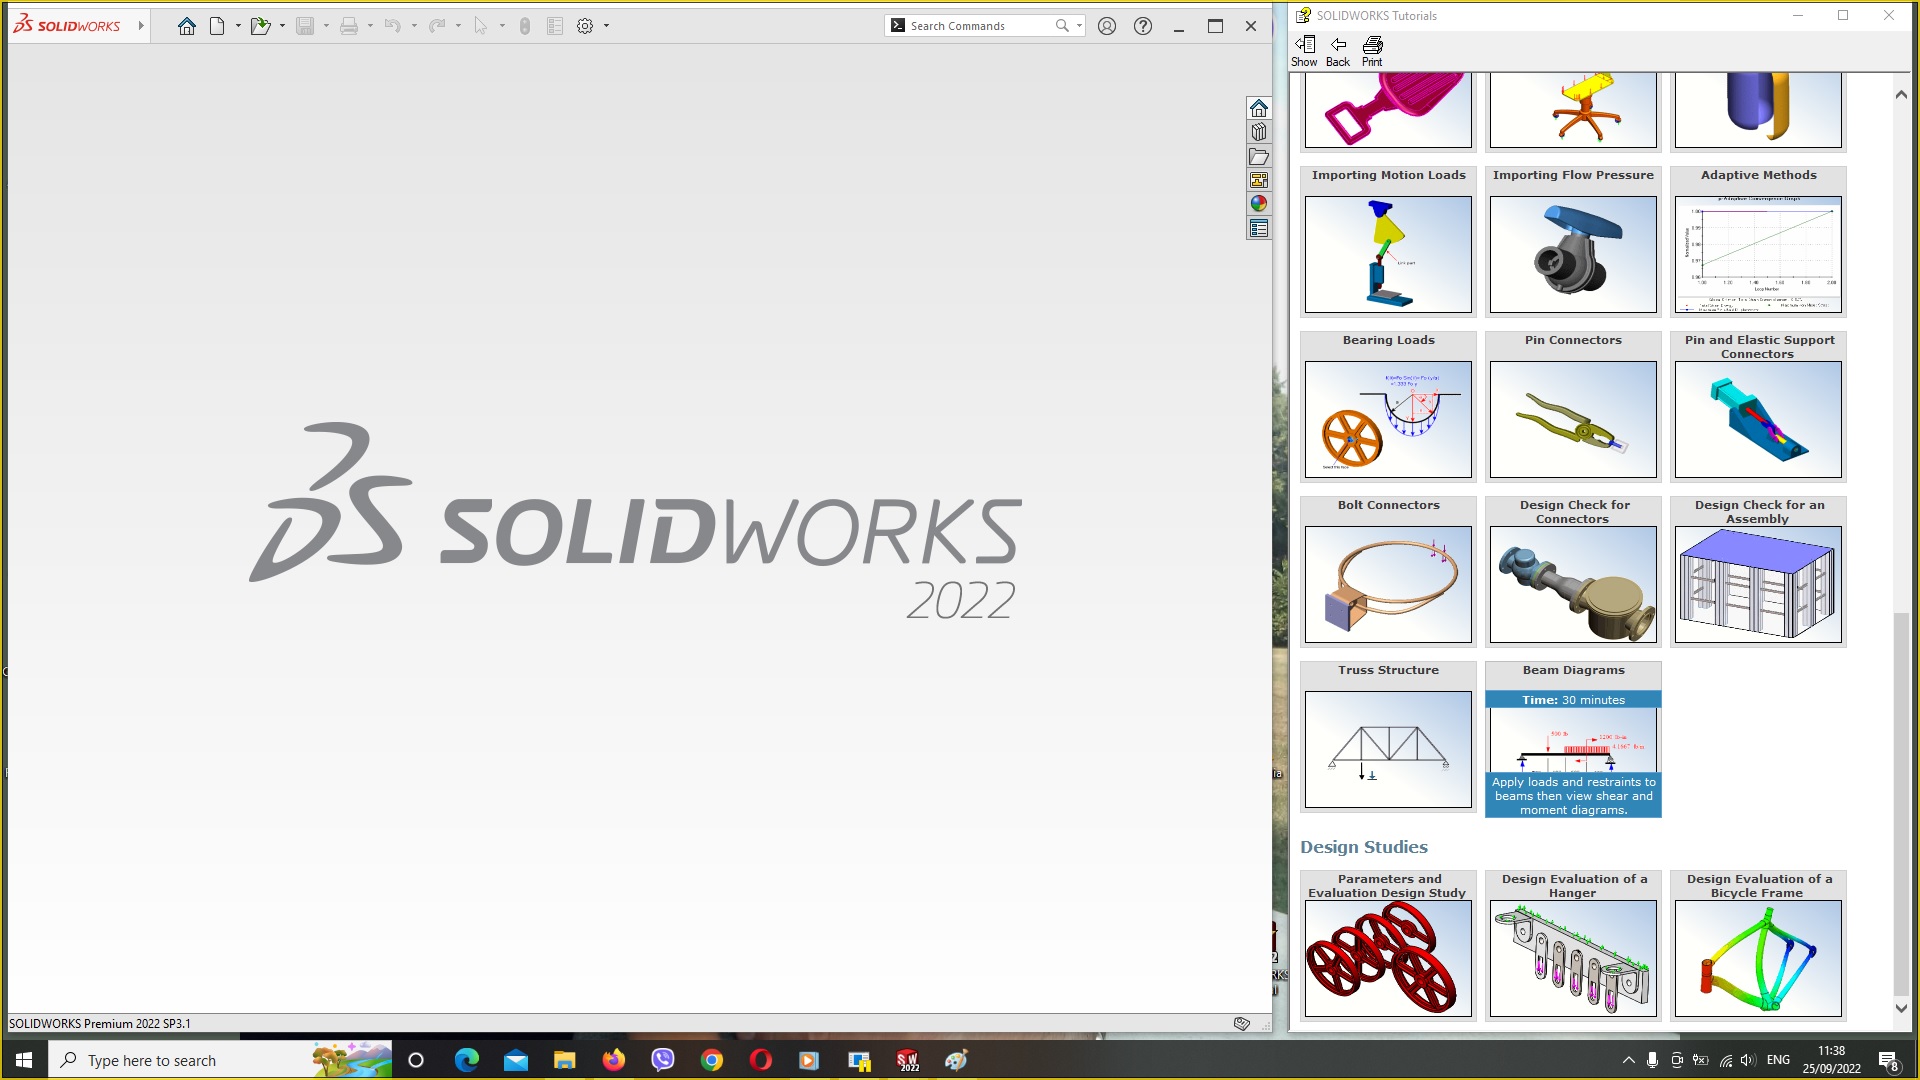 SOLIDWORKS
Search Commands
SOLIDWORKS Tutorials
Show
Back
Print
Importing Motion Loads
Importing Flow Pressure
Adaptive Methods
Bearing Loads
Pin Connectors
Pin and Elastic Support
Connectors
Bolt Connectors
Design Check for
Connectors
Design Check for an
Assembly
SOLIDWORKS
2022
Truss Structure
Beam Diagrams
Time: 30 minutes
Apply loads and restraints to
beams then view shear and
moment diagrams.
Design Studies
Parameters and
Evaluation Design Study
Design Evaluation of a
Hanger
Design Evaluation of a
Bicycle Frame
SOLIDWORKS Premium 2022 SP3.1
Type here to search
ENG
11:38
25/09/2022
8